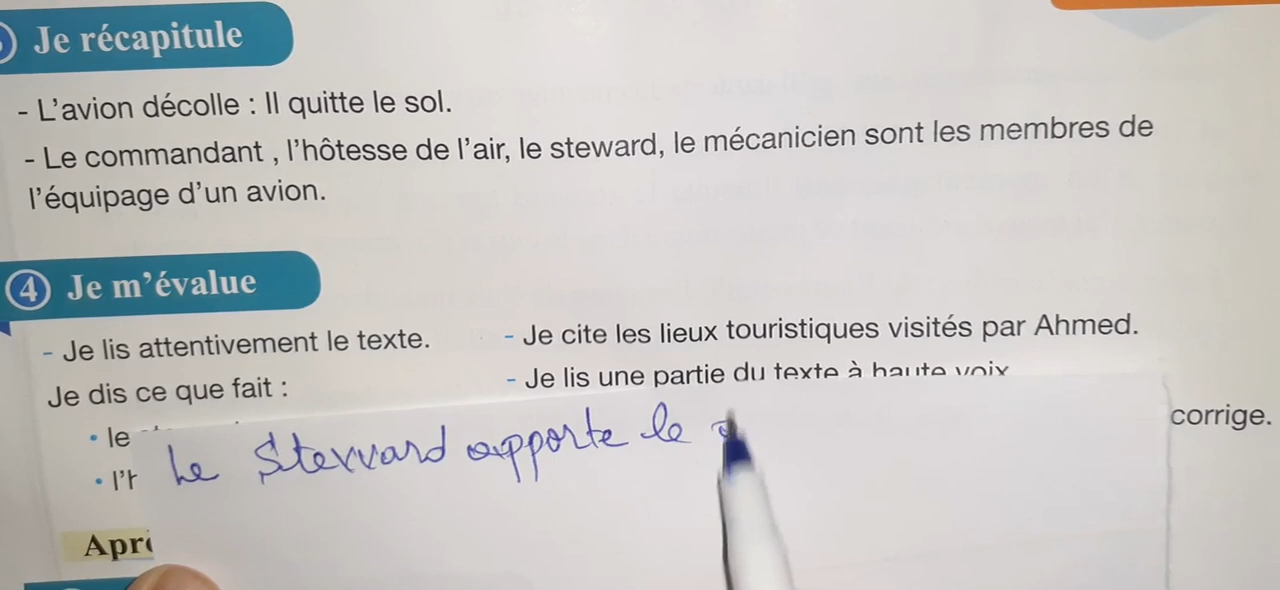 Je récapitule
- L'avion décolle : Il quitte le sol.
- Le commandant , l'hôtesse de l'air, le steward, le mécanicien sont les membres de
l'équipage d'un avion.
4 Je m'évalue
- Je lis attentivement le texte.
- Je cite les lieux touristiques visités par Ahmed.
Je dis ce que fait :
- Je lis une partie du texte à haute voix
• le
corrige.
• l'h
Le stevvard apporte le
Apr